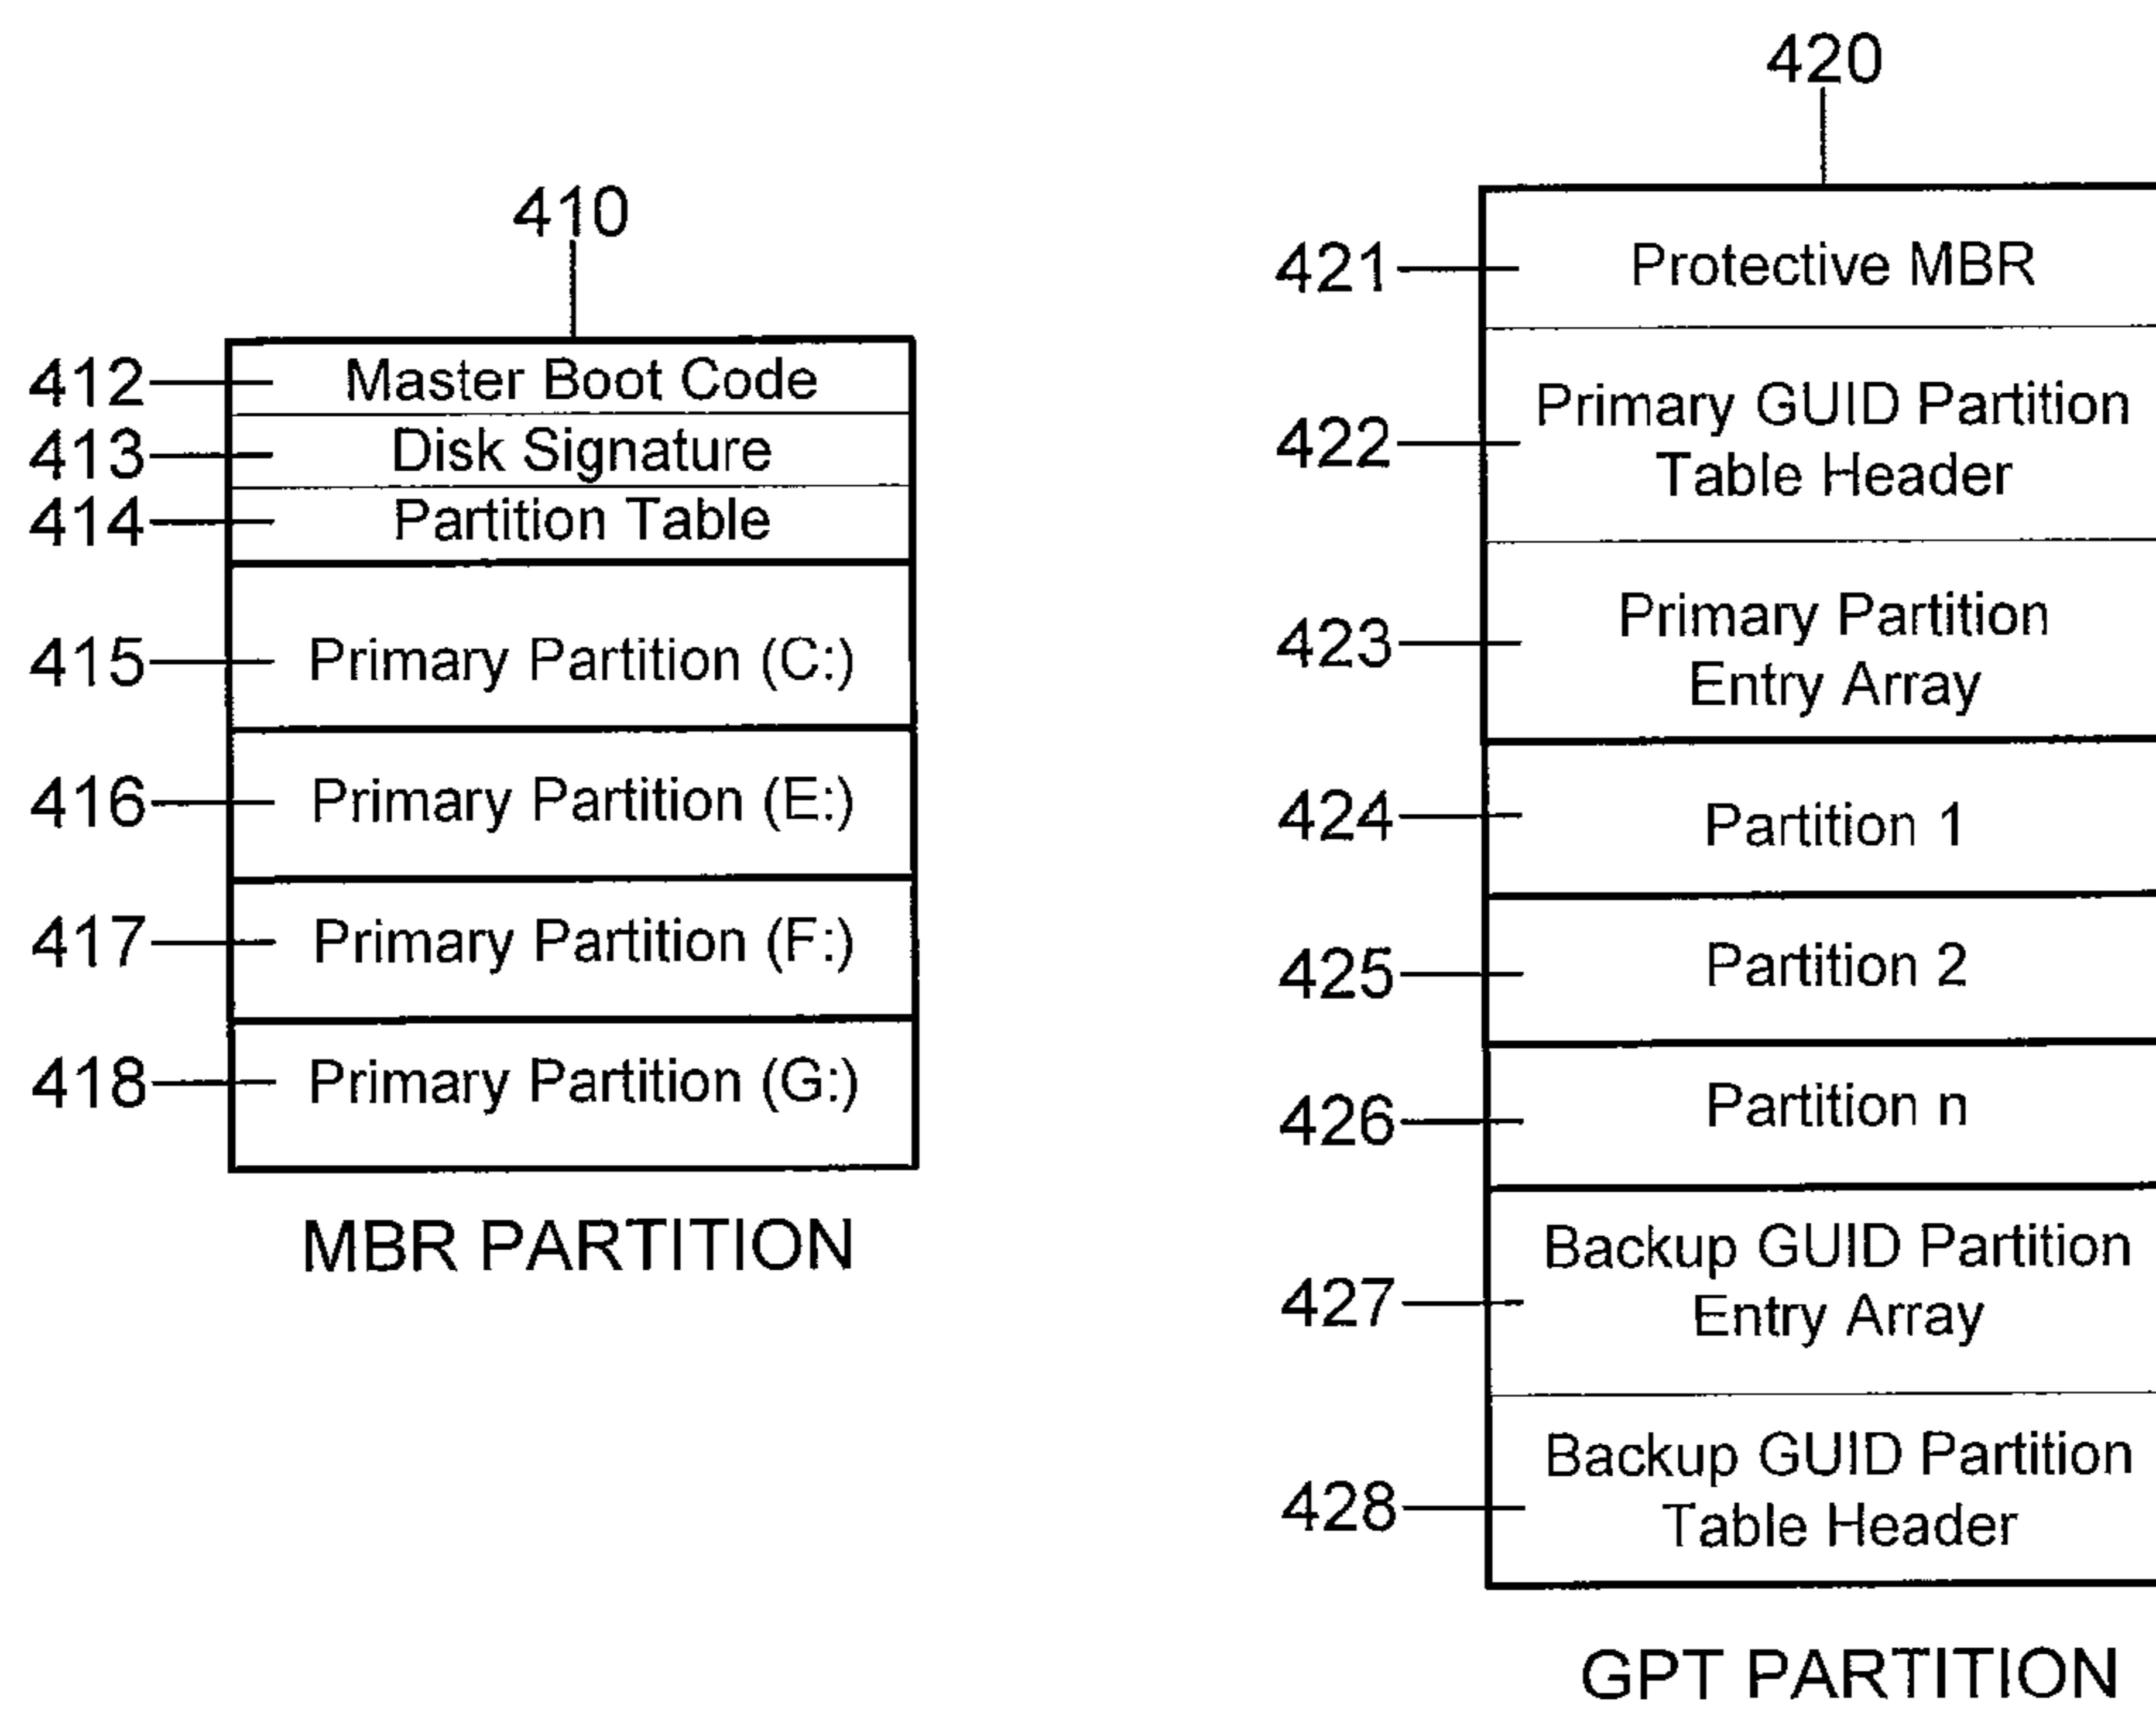 410
412 Master Boot Code
413 Disk Signature
414 Partition Table
415 Primary Partition (C:)
416 Primary Partition (E:)
417 Primary Partition (F:)
418 Primary Partition (G:)
MBR PARTITION
420
421 Protective MBR
422 Primary GUID Partition
Table Header
423 Primary Partition
Entry Array
424 Partition 1
425 Partition 2
426 Partition n
427 Backup GUID Partition
Entry Array
428 Backup GUID Partition
Table Header
GPT PARTITION